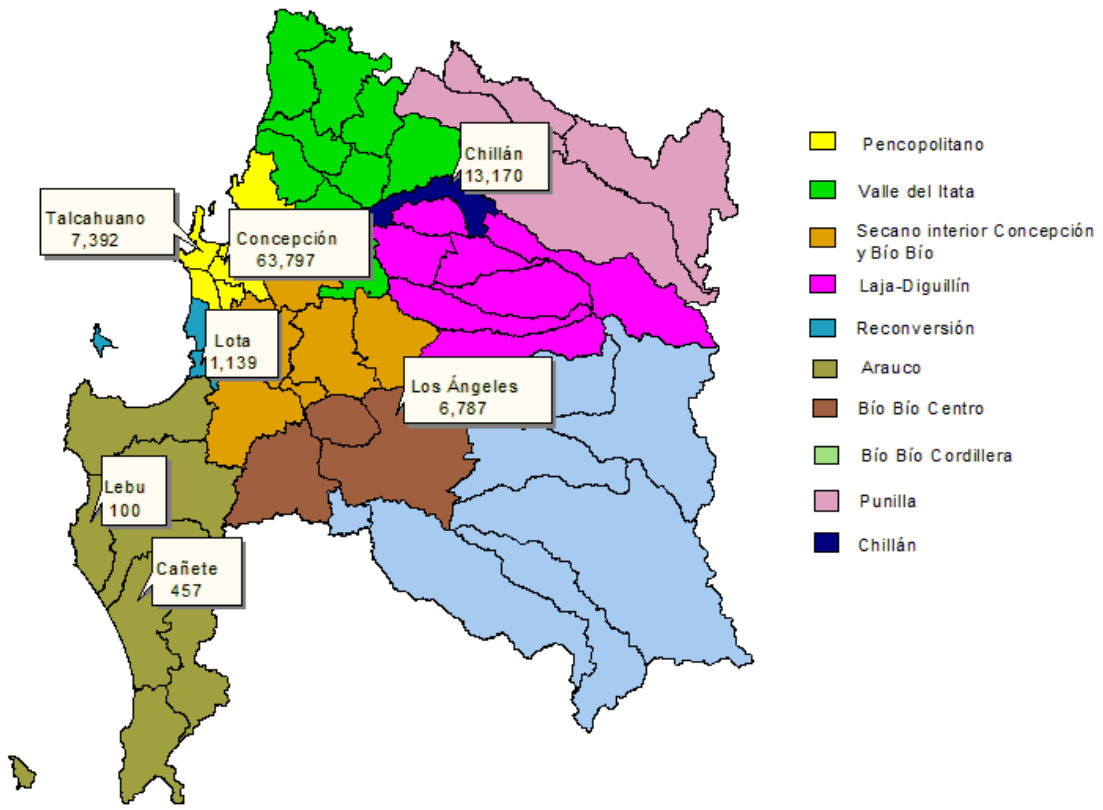 Chillán
13,170
Talcahuano
7,392
Concepción
63,797
Lota
1,139
Los Ángeles
6,787
Lebu
100
Cañete
457
Pencopolitano
Valle del Itata
Secano interior Concepción
y Bío Bío
Laja-Diguillín
Reconversión
Arauco
Bío Bío Centro
Bío Bío Cordillera
Punilla
Chillán